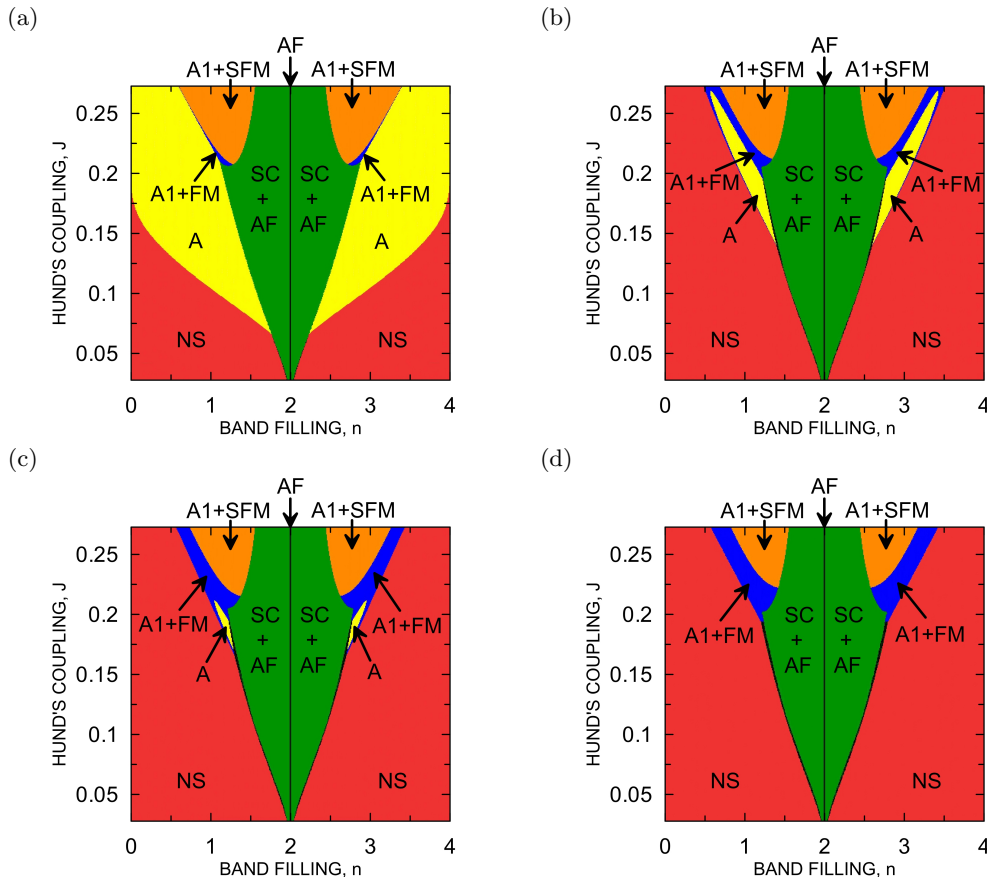 (a)
AF
A1+SFM A1+SFM
0.25
0.2
0.15
0.1
0.05
HUND'S COUPLING, J
SC SC
+ +
AF AF
A1+FM A1+FM
A A
NS NS
0 1 2 3 4
BAND FILLING, n
(b)
AF
A1+SFM A1+SFM
0.25
0.2
0.15
0.1
0.05
HUND'S COUPLING, J
SC SC
+ +
AF AF
A1+FM A1+FM
A A
NS NS
0 1 2 3 4
BAND FILLING, n
(c)
AF
A1+SFM A1+SFM
0.25
0.2
0.15
0.1
0.05
HUND'S COUPLING, J
SC SC
+ +
AF AF
A1+FM A1+FM
A A
NS NS
0 1 2 3 4
BAND FILLING, n
(d)
AF
A1+SFM A1+SFM
0.25
0.2
0.15
0.1
0.05
HUND'S COUPLING, J
SC SC
+ +
AF AF
A1+FM A1+FM
NS NS
0 1 2 3 4
BAND FILLING, n